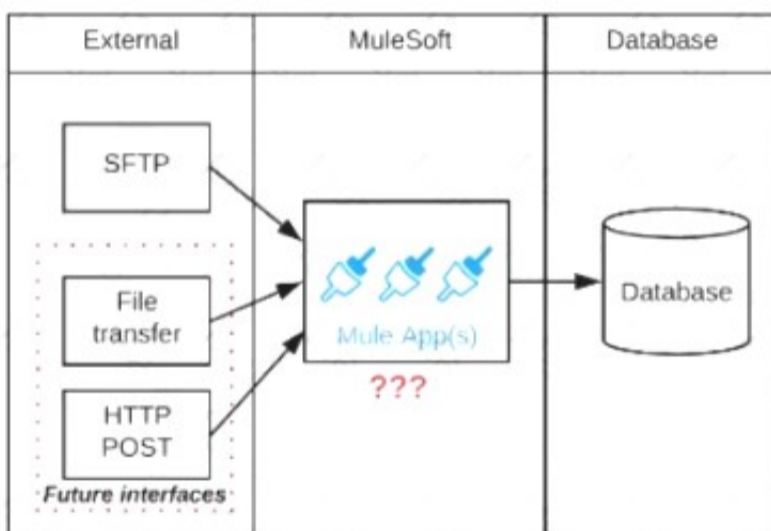 External
MuleSoft
Database
SFTP
File
transfer
HTTP
POST
Future interfaces
Mule App(s)
???
Database